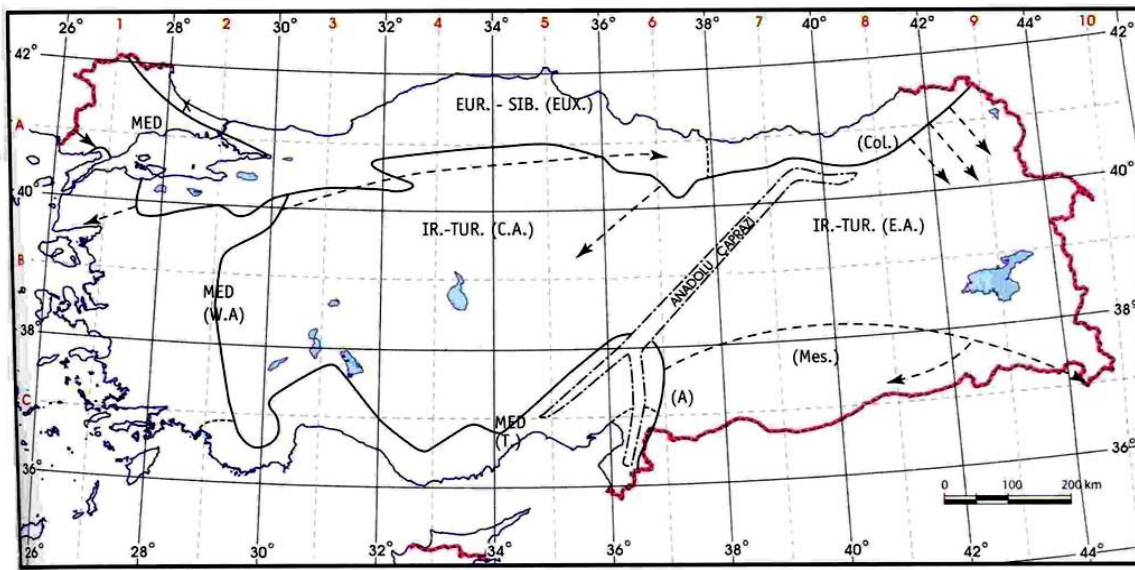 26° 1 28° 2 30° 3 32° 4 34° 5 36° 6 38° 7 40° 8 42° 9 44° 10 42°
42°
A
40°
B
38°
C
36°
40°
38°
36°
X
MED
EUR. - SIB. (EUX.)
(Col.)
IR.-TUR. (C.A.)
IR.-TUR. (E.A.)
ANADOLU ÇAPRAZI
MED
(W.A)
(Mes.)
(A)
MED
(T.)
0 100 200 km
26° 28° 30° 32° 34° 36° 38° 40° 42° 44°